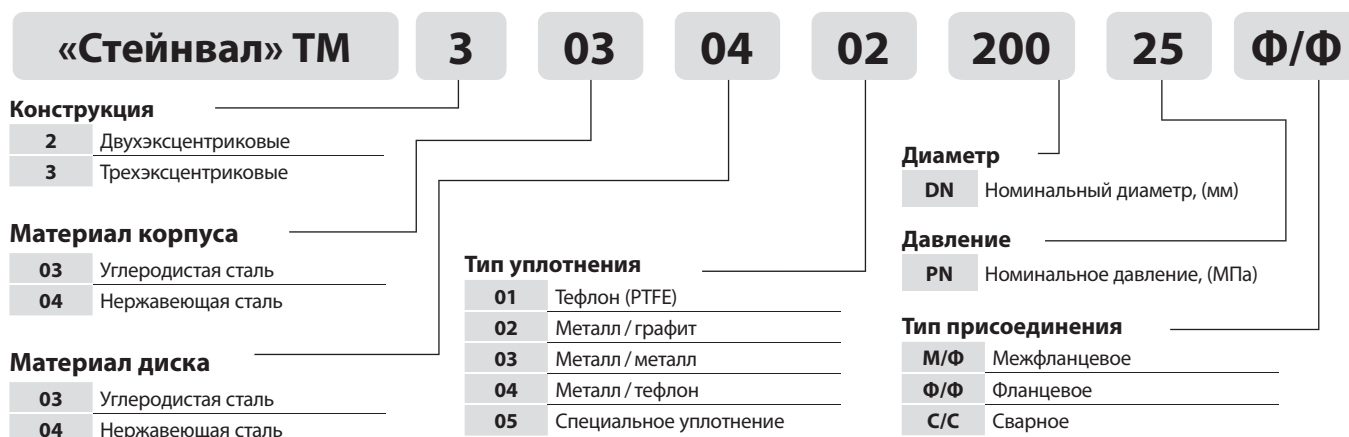 «Стейнвал» ТМ 3 03 04 02 200 25 Ф/Ф
Конструкция
2 Двухэксцентриковые
3 Трехэксцентриковые
Материал корпуса
03 Углеродистая сталь
04 Нержавеющая сталь
Материал диска
03 Углеродистая сталь
04 Нержавеющая сталь
Тип уплотнения
01 Тефлон (PTFE)
02 Металл / графит
03 Металл / металл
04 Металл / тефлон
05 Специальное уплотнение
Диаметр
DN Номинальный диаметр, (мм)
Давление
PN Номинальное давление, (МПа)
Тип присоединения
М/Ф Межфланцевое
Ф/Ф Фланцевое
С/С Сварное